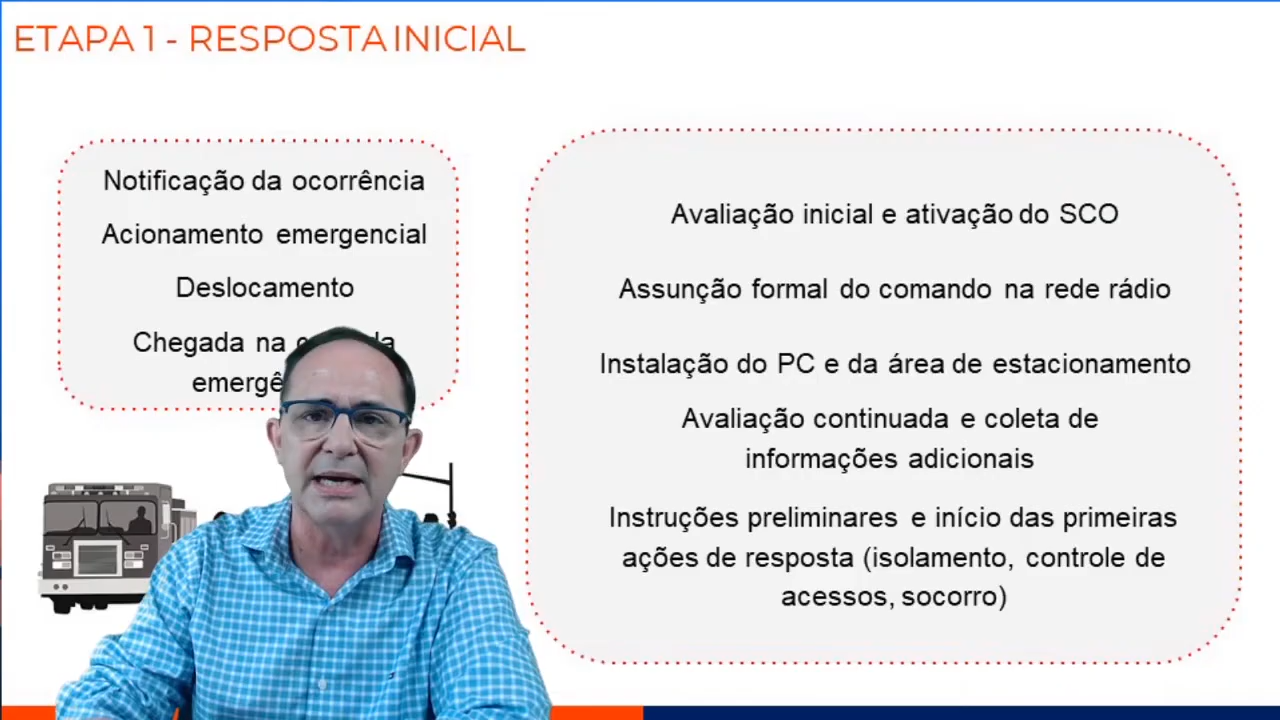 ETAPA 1 - RESPOSTA INICIAL
Notificação da ocorrência
Acionamento emergencial
Deslocamento
Chegada na
Avaliação inicial e ativação do SCO
Assunção formal do comando na rede rádio
Instalação do PC e da área de estacionamento
Avaliação continuada e coleta de
informações adicionais
Instruções preliminares e início das primeiras
ações de resposta (isolamento, controle de
acessos, socorro)